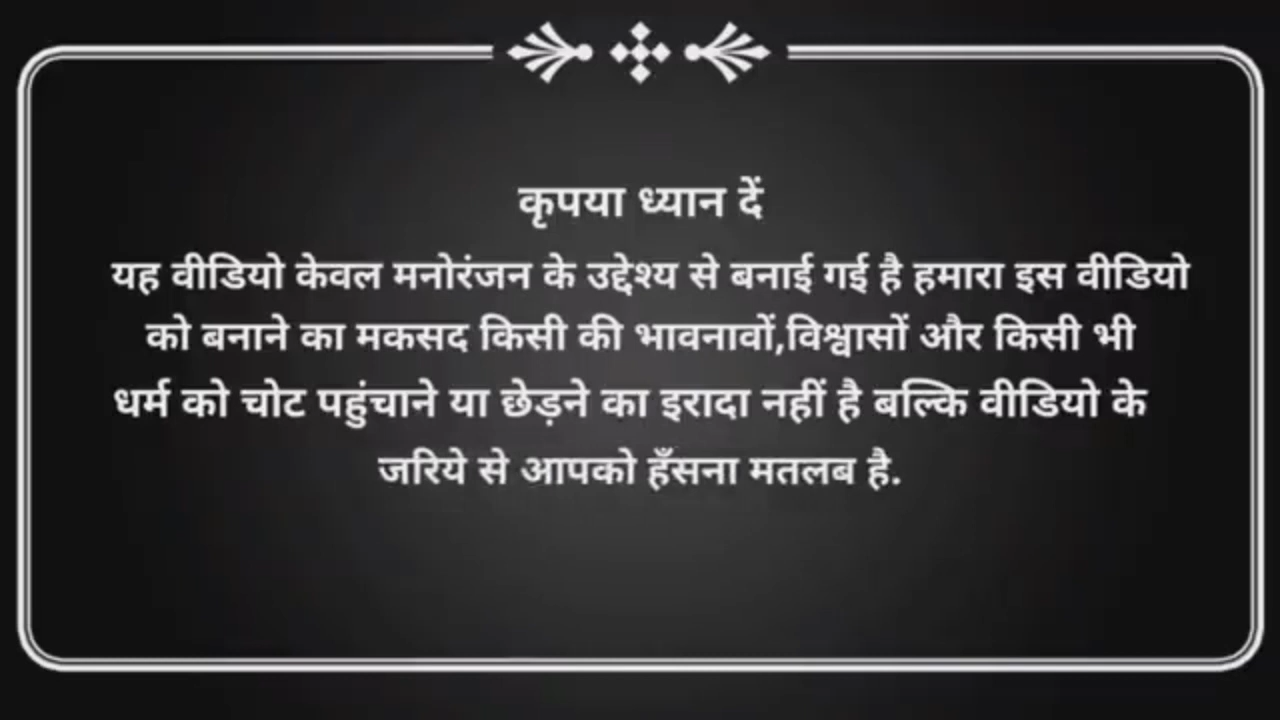 कृपया ध्यान दें
यह वीडियो केवल मनोरंजन के उद्देश्य से बनाई गई है हमारा इस वीडियो
को बनाने का मकसद किसी की भावनावों,विश्वासों और किसी भी
धर्म को चोट पहुंचाने या छेड़ने का इरादा नहीं है बल्कि वीडियो के
जरिये से आपको हँसना मतलब है.